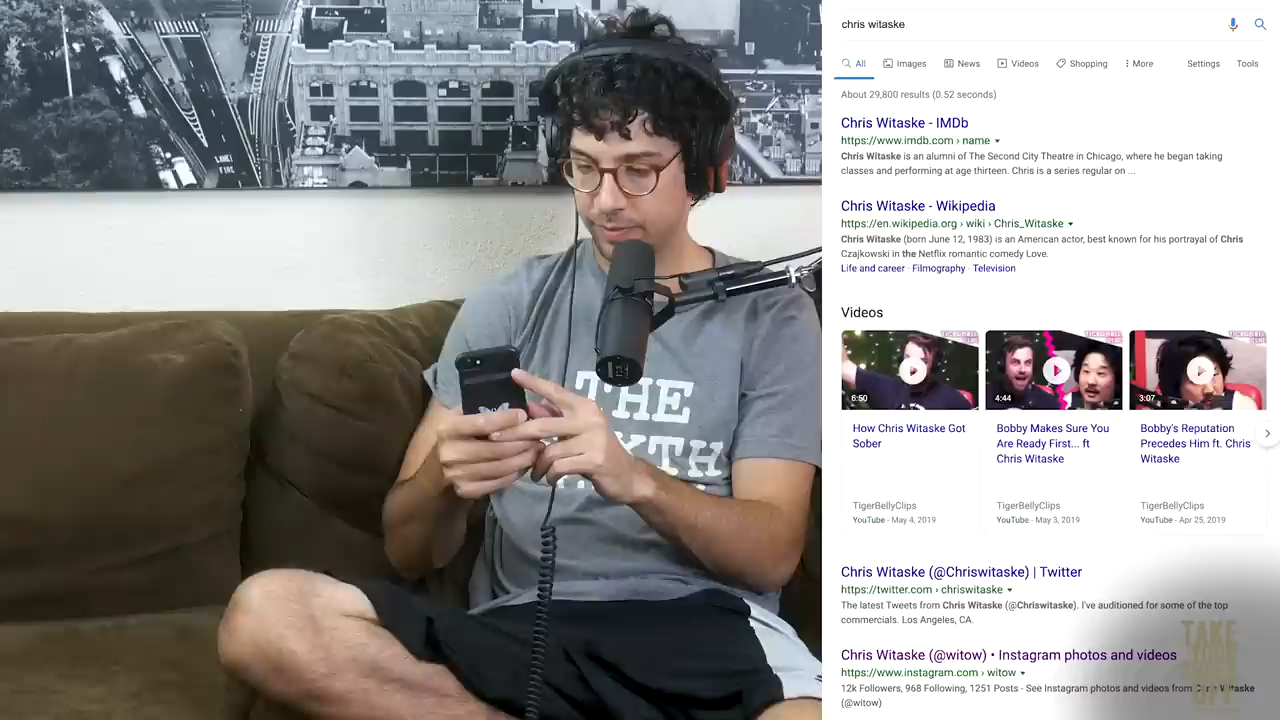 LANE 1
FIRE
THE
chris witaske
All
Images
News
Videos
Shopping
More
Settings
Tools
About 29,800 results (0.52 seconds)
Chris Witaske - IMDb
https://www.imdb.com › name
Chris Witaske is an alumni of The Second City Theatre in Chicago, where he began taking
classes and performing at age thirteen. Chris is a series regular on ...
Chris Witaske - Wikipedia
https://en.wikipedia.org › wiki › Chris_Witaske
Chris Witaske (born June 12, 1983) is an American actor, best known for his portrayal of Chris
Czajkowski in the Netflix romantic comedy Love.
Life and career · Filmography · Television
Videos
6:50
4:44
3:07
How Chris Witaske Got
Sober
Bobby Makes Sure You
Are Ready First... ft
Chris Witaske
Bobby's Reputation
Precedes Him ft. Chris
Witaske
TigerBellyClips
YouTube - May 4, 2019
TigerBellyClips
YouTube - May 3, 2019
TigerBellyClips
YouTube - Apr 25, 2019
Chris Witaske (@Chriswitaske) | Twitter
https://twitter.com › chriswitaske
The latest Tweets from Chris Witaske (@Chriswitaske). I've auditioned for some of the top
commercials. Los Angeles, CA.
Chris Witaske (@witow) • Instagram photos and videos
https://www.instagram.com › witow
12k Followers, 968 Following, 1251 Posts - See Instagram photos and videos from Chris Witaske
(@witow)
TAKE
OFF